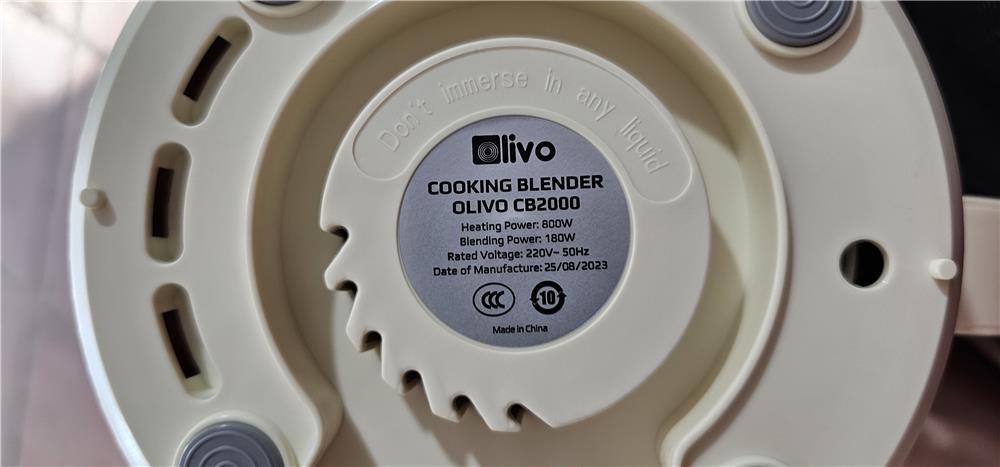 Don't immerse in any liquid
Olivo
COOKING BLENDER
OLIVO CB2000
Heating Power: 800W
Blending Power: 180W
Rated Voltage: 220V~ 50Hz
Date of Manufacture: 25/08/2023
CCC 10
Made in China